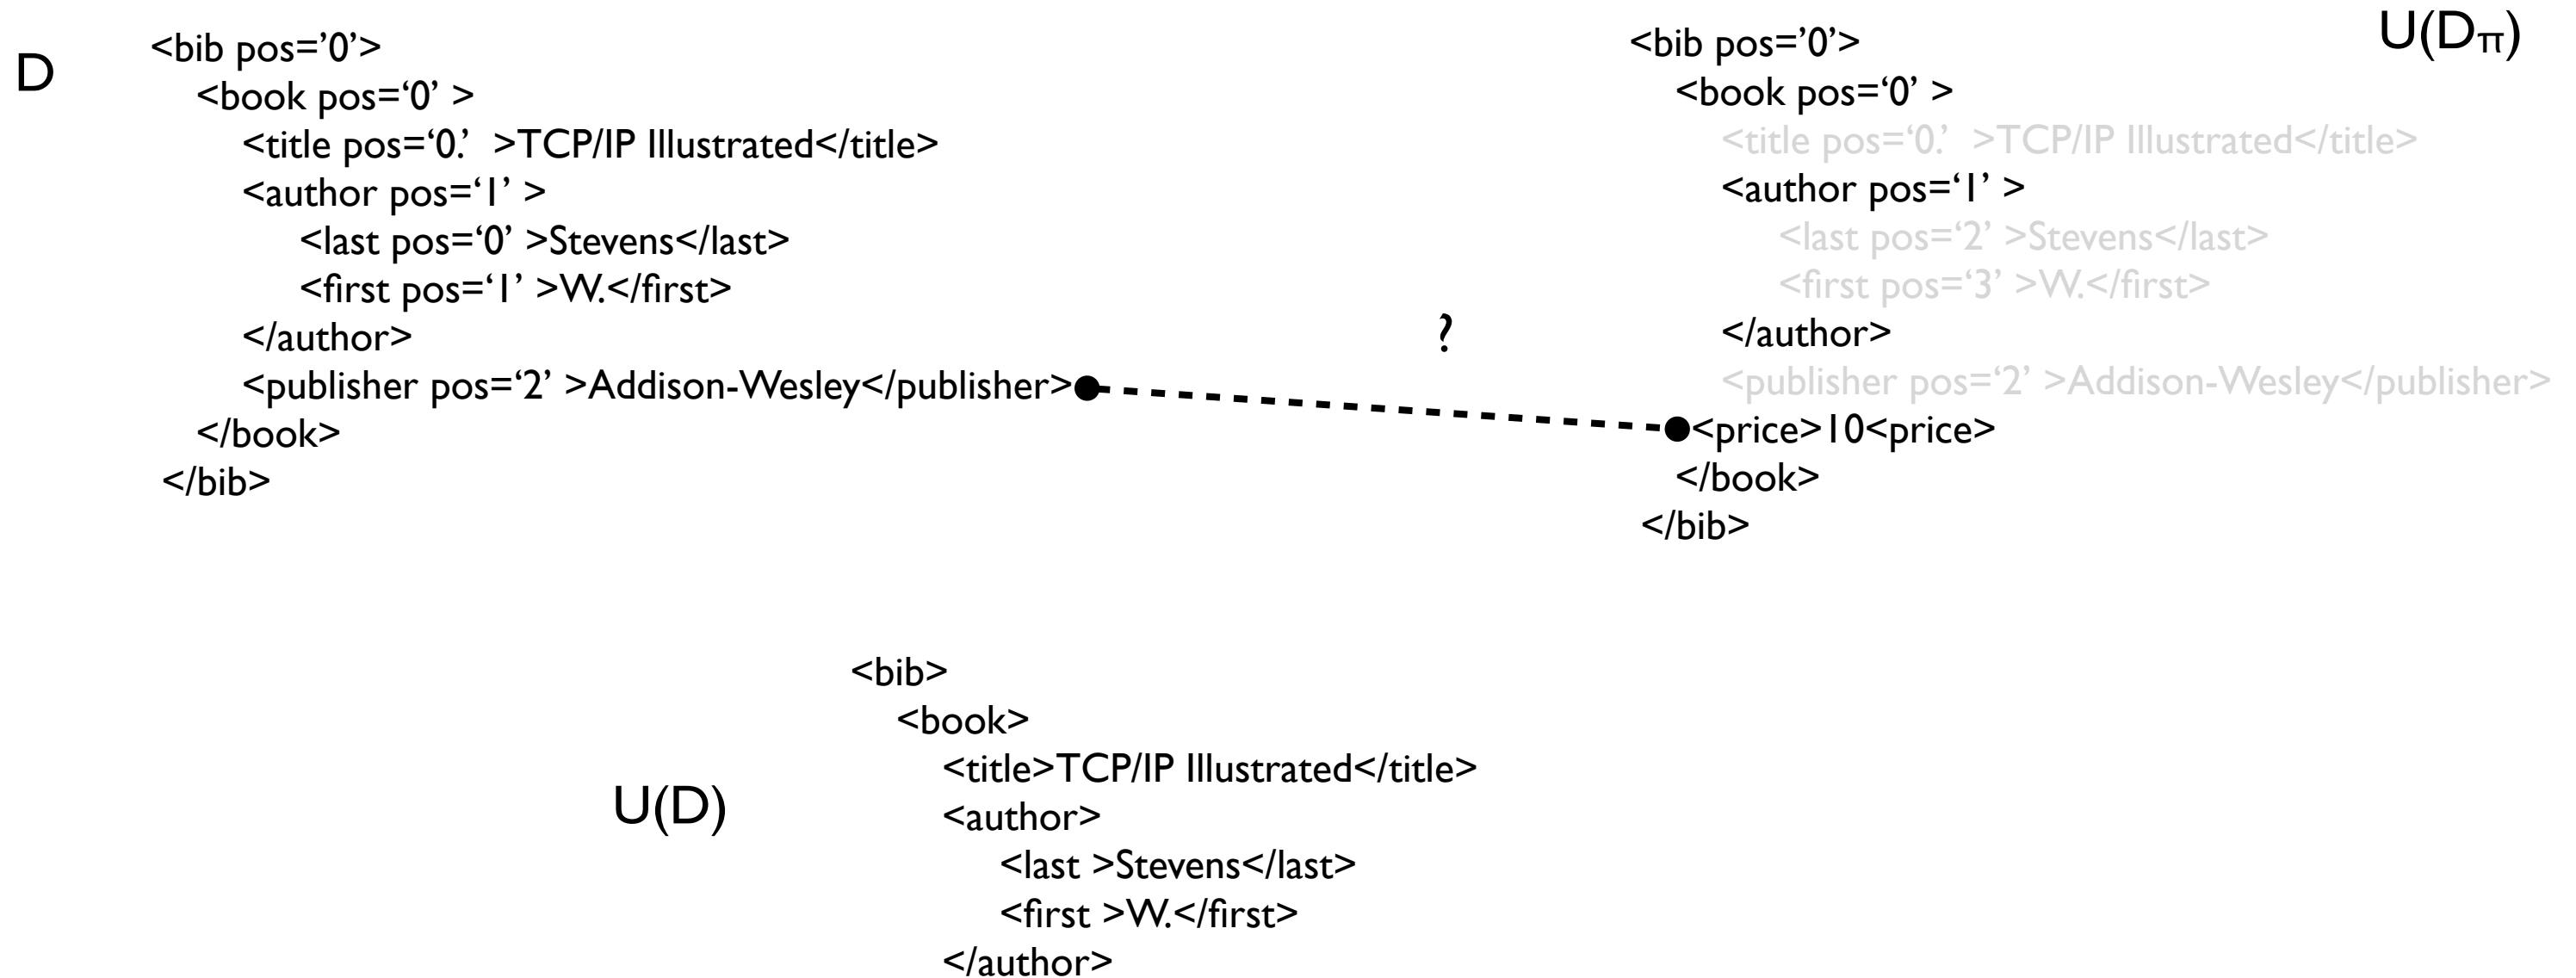 D
<bib pos=’0’>
<book pos=‘0’ >
<title pos=‘0.’ >TCP/IP Illustrated</title>
<author pos=‘1’ >
<last pos=‘0’ >Stevens</last>
<first pos=‘1’ >W.</first>
</author>
<publisher pos=‘2’ >Addison-Wesley</publisher>
</book>
</bib>
?
U(Dπ)
<bib pos=’0’>
<book pos=‘0’ >
<title pos=‘0.’ >TCP/IP Illustrated</title>
<author pos=‘1’ >
<last pos=‘2’ >Stevens</last>
<first pos=‘3’ >W.</first>
</author>
<publisher pos=‘2’ >Addison-Wesley</publisher>
<price>10<price>
</book>
</bib>
U(D)
<bib>
<book>
<title>TCP/IP Illustrated</title>
<author>
<last >Stevens</last>
<first >W.</first>
</author>